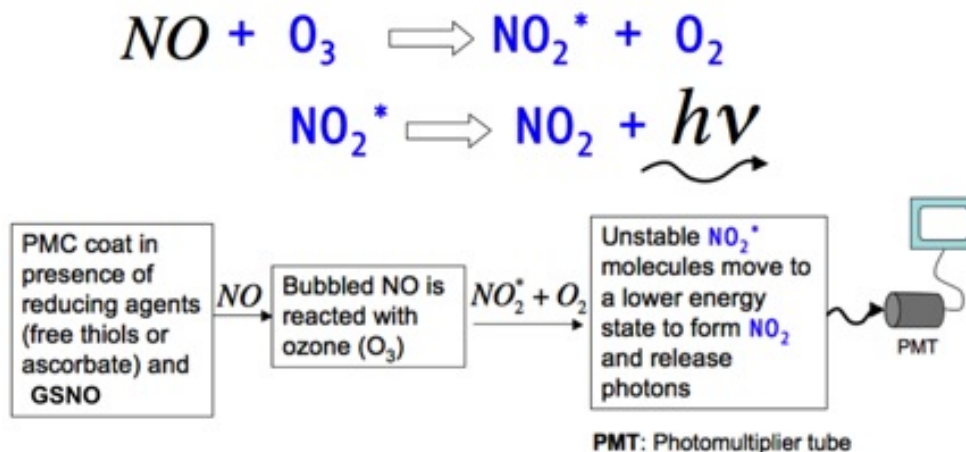 NO + O₃ ⇨ NO₂* + O₂
NO₂* ⇨ NO₂ + hν
PMC coat in
presence of
reducing agents
(free thiols or
ascorbate) and
GSNO
NO
Bubbled NO is
reacted with
ozone (O₃)
NO₂* + O₂
Unstable NO₂*
molecules move to
a lower energy
state to form NO₂
and release
photons
PMT
PMT: Photomultiplier tube